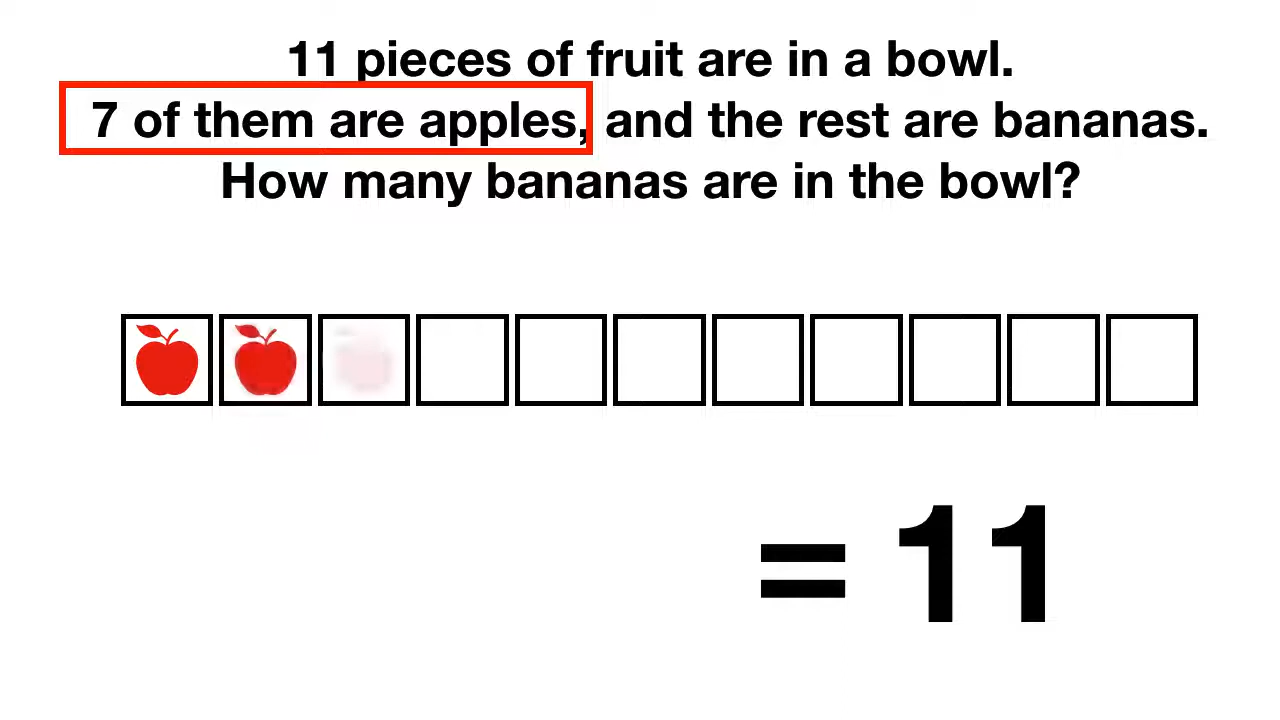 11 pieces of fruit are in a bowl.
7 of them are apples, and the rest are bananas.
How many bananas are in the bowl?
= 11